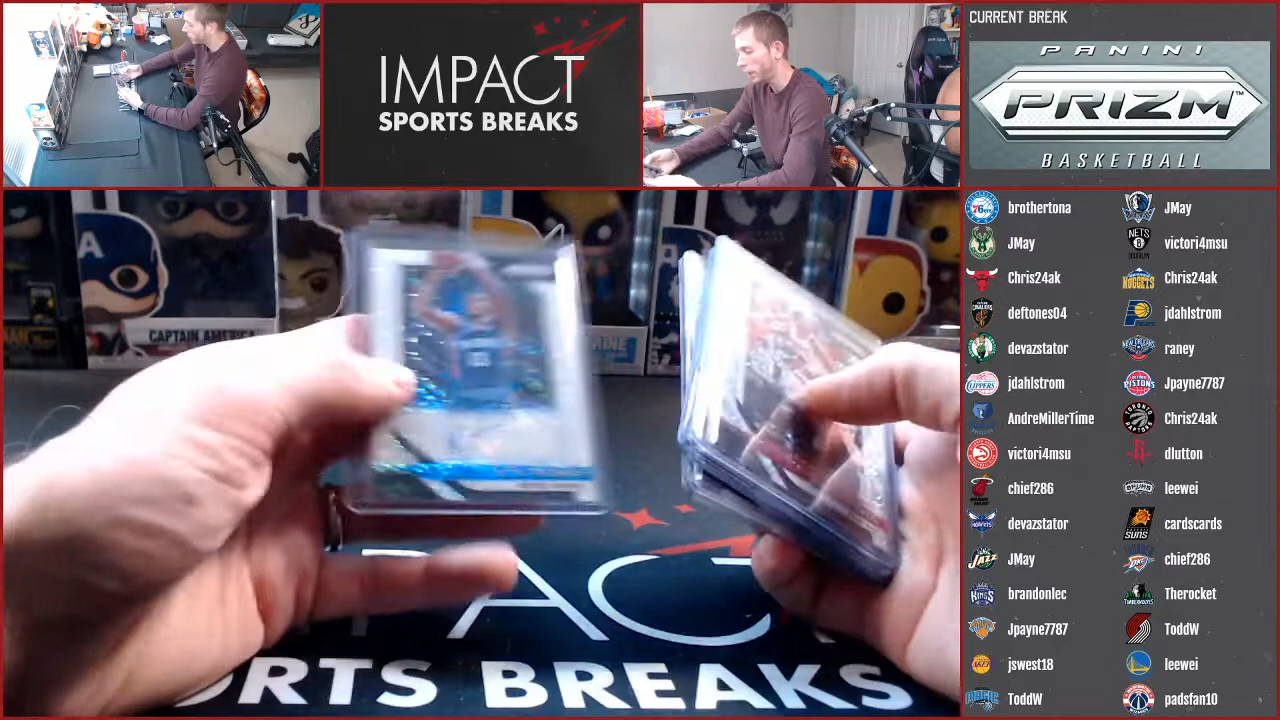 IMPACT
SPORTS BREAKS
CURRENT BREAK
PANINI
PRIZM
BASKETBALL
brothertona
JMay
JMay
victori4msu
Chris24ak
Chris24ak
deftones04
jdahlstrom
devazstator
raney
jdahlstrom
Jpayne7787
AndreMillerTime
Chris24ak
victori4msu
dlutton
chief286
leewei
devazstator
cardscards
JMay
chief286
brandonlec
Therocket
Jpayne7787
ToddW
jswest18
leewei
ToddW
padsfan10
A
CAPTAIN AMERICA
PACT
ORTS BREAKS